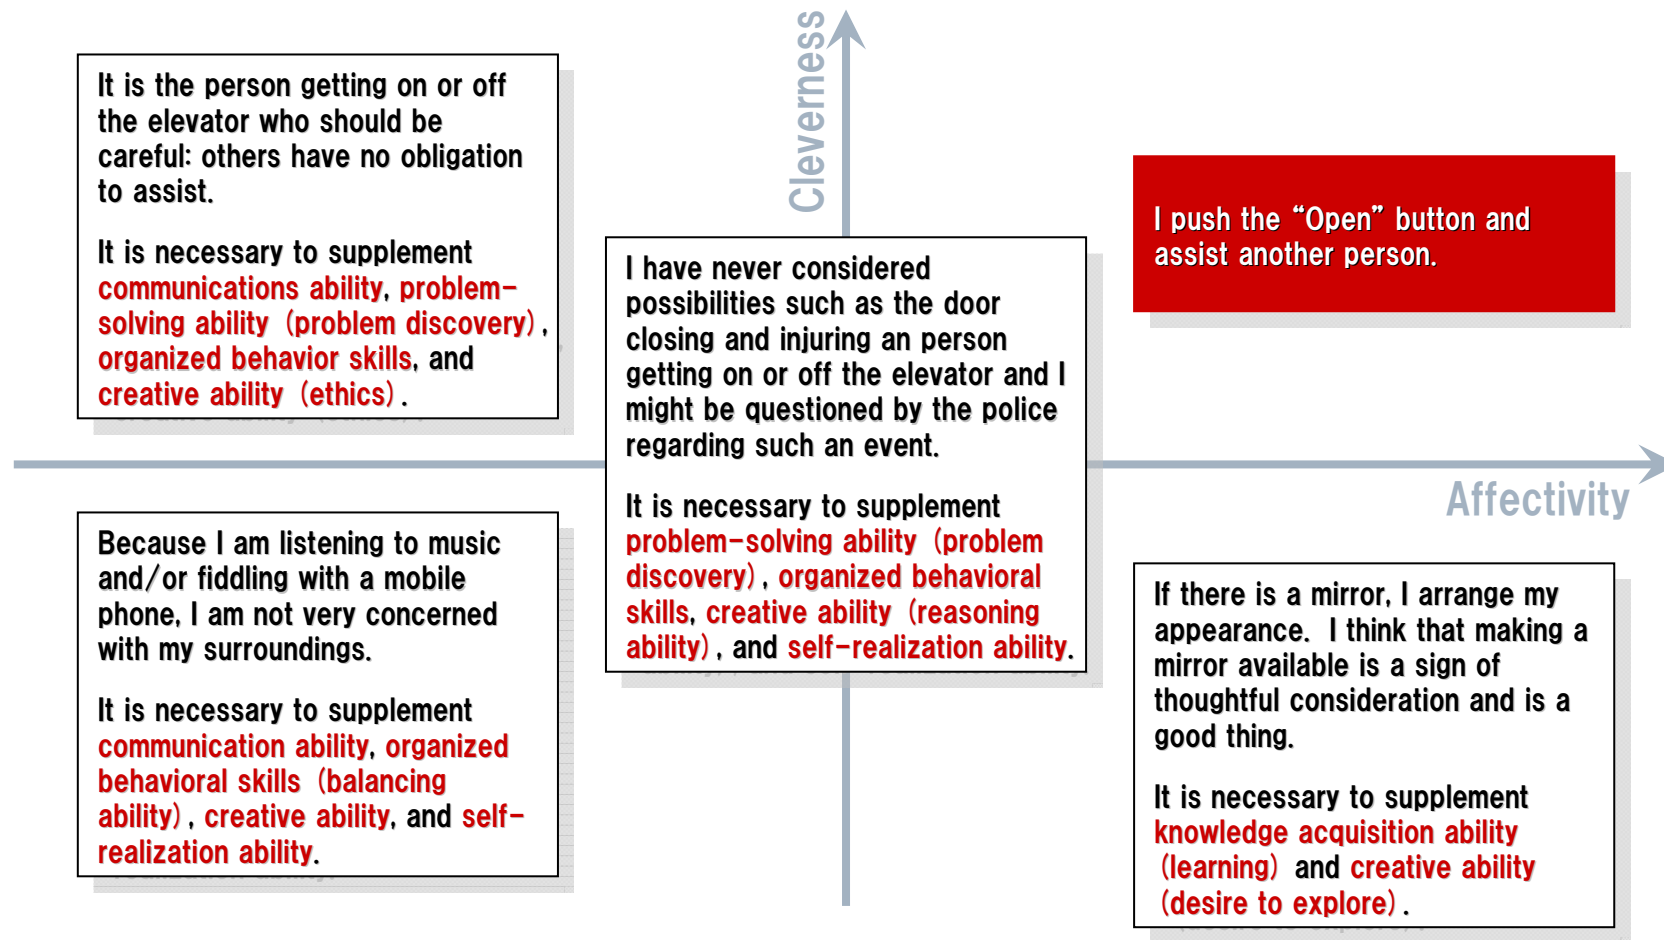 Cleverness
It is the person getting on or off
the elevator who should be
careful: others have no obligation
to assist.
It is necessary to supplement
communications ability, problem-
solving ability (problem discovery),
organized behavior skills, and
creative ability (ethics).
I push the “Open” button and
assist another person.
I have never considered
possibilities such as the door
closing and injuring an person
getting on or off the elevator and I
might be questioned by the police
regarding such an event.
It is necessary to supplement
problem-solving ability (problem
discovery), organized behavioral
skills, creative ability (reasoning
ability), and self-realization ability.
Affectivity
Because I am listening to music
and/or fiddling with a mobile
phone, I am not very concerned
with my surroundings.
It is necessary to supplement
communication ability, organized
behavioral skills (balancing
ability), creative ability, and self-
realization ability.
If there is a mirror, I arrange my
appearance. I think that making a
mirror available is a sign of
thoughtful consideration and is a
good thing.
It is necessary to supplement
knowledge acquisition ability
(learning) and creative ability
(desire to explore).